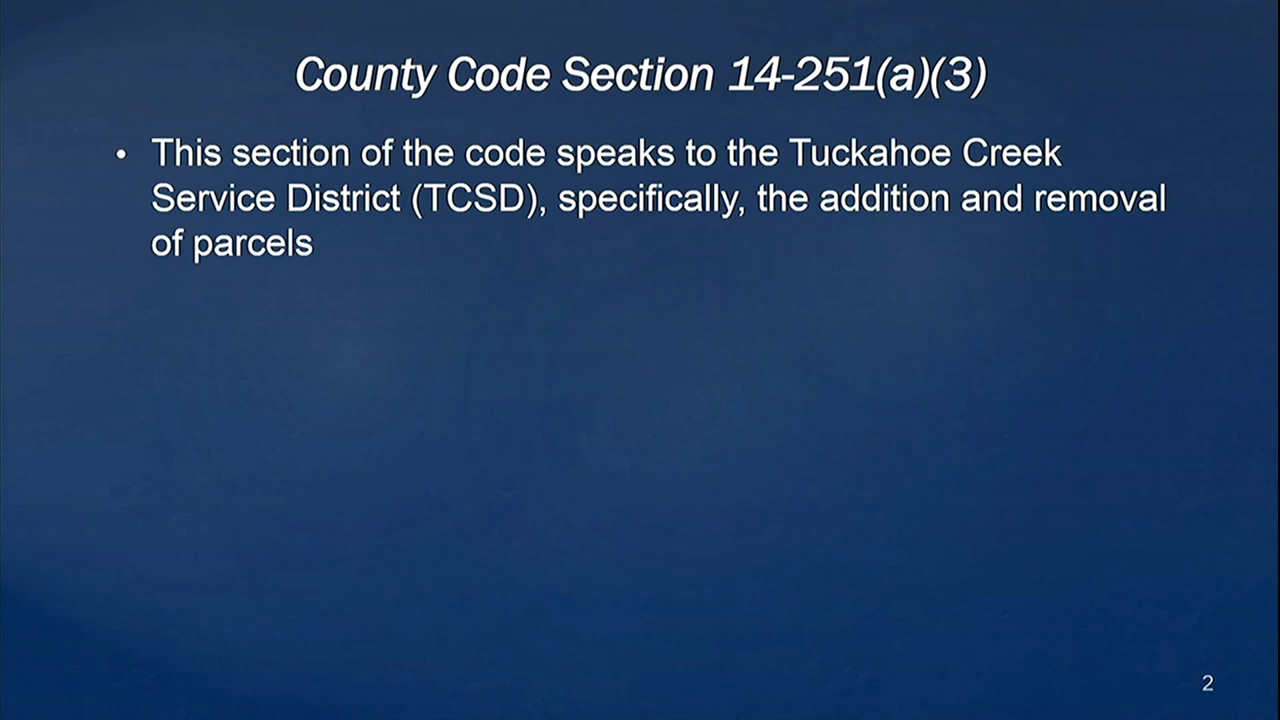 County Code Section 14-251(a)(3)
• This section of the code speaks to the Tuckahoe Creek
Service District (TCSD), specifically, the addition and removal
of parcels
2